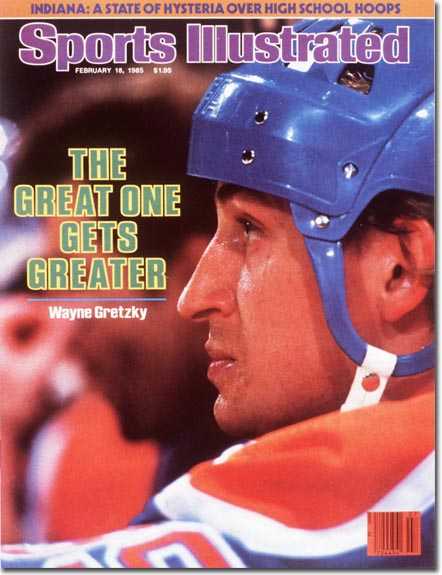 INDIANA: A STATE OF HYSTERIA OVER HIGH SCHOOL HOOPS
Sports Illustrated
FEBRUARY 18, 1985 $1.95
THE
GREAT ONE
GETS
GREATER
Wayne Gretzky